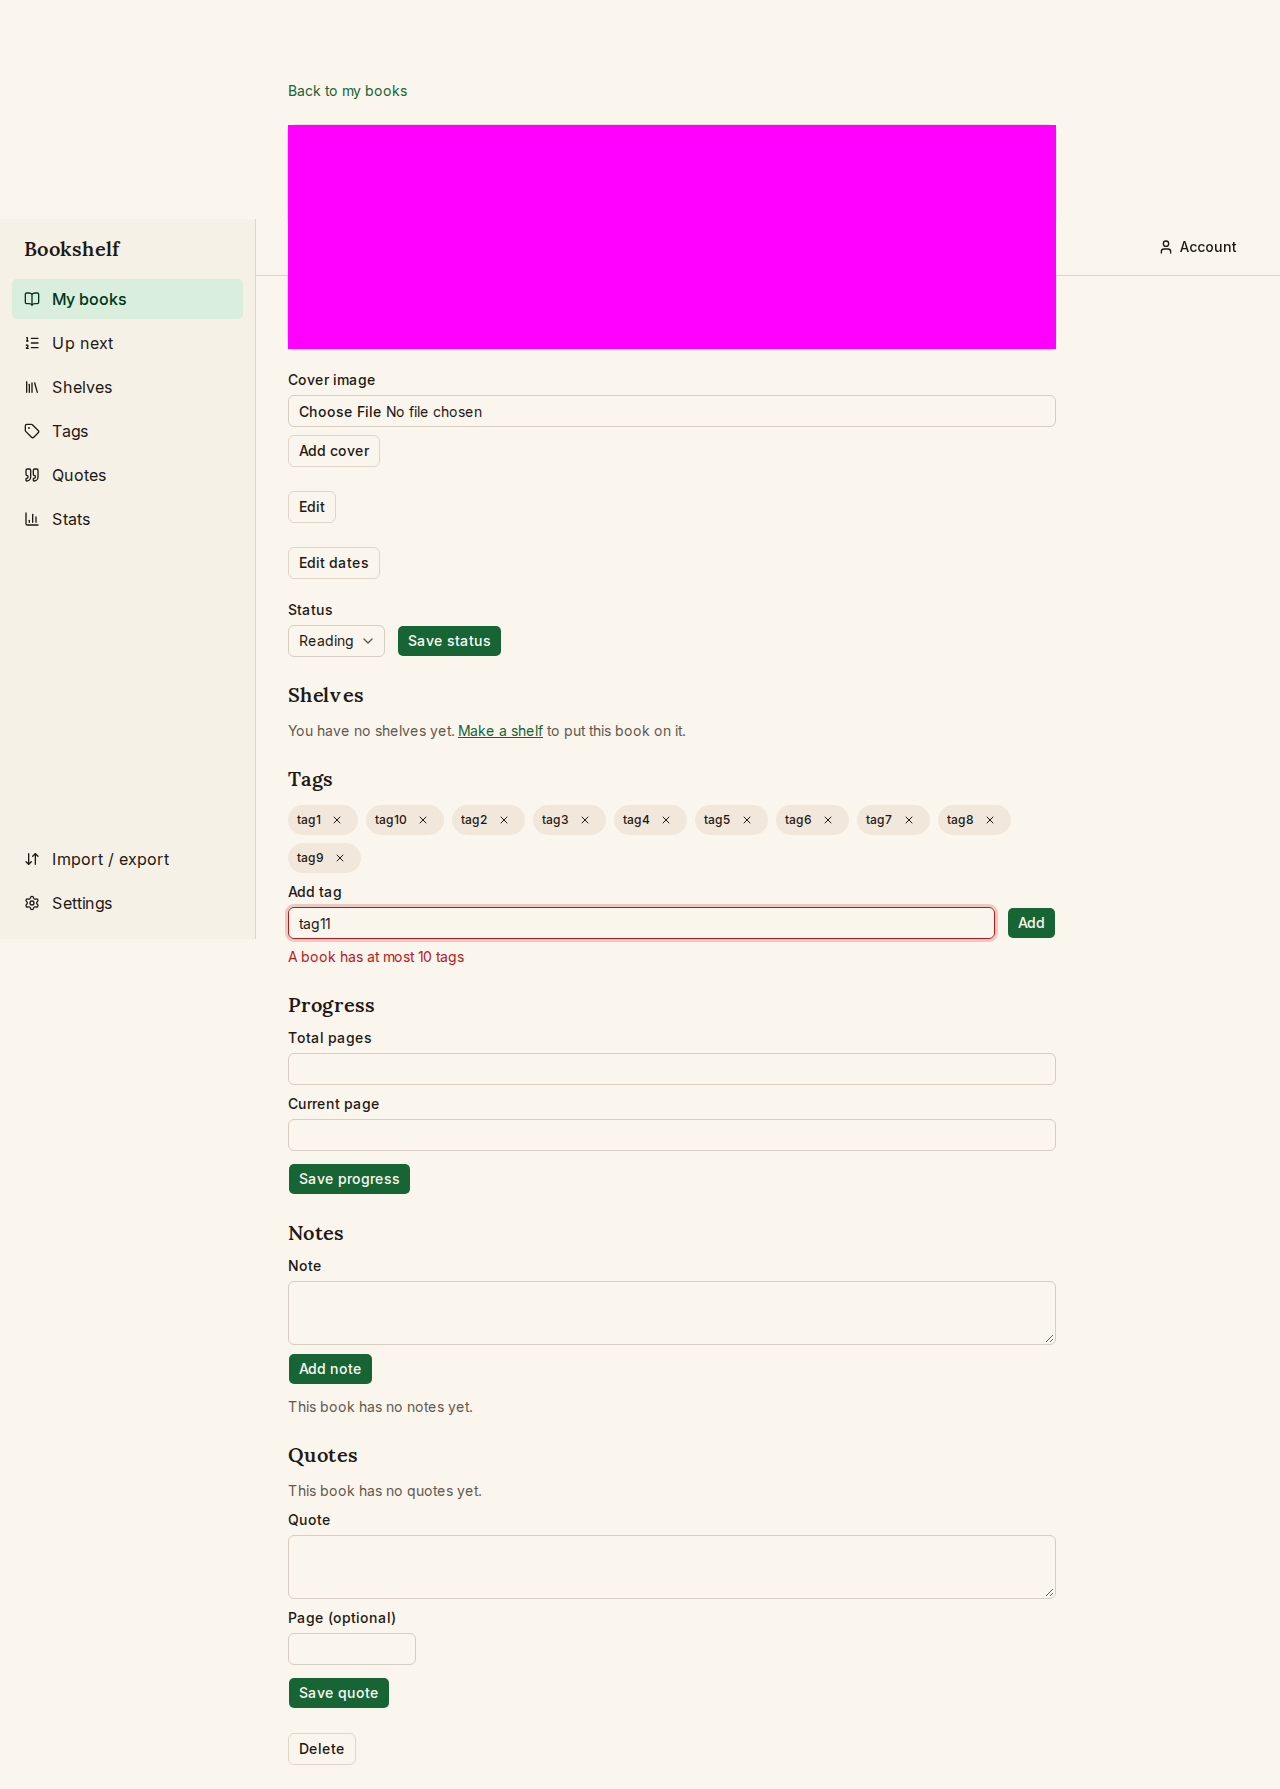 Back to my books
Bookshelf
Account
My books
Up next
Shelves
Tags
Quotes
Stats
Import / export
Settings
Cover image
Choose File No file chosen
Add cover
Edit
Edit dates
Status
Reading Save status
Shelves
You have no shelves yet. Make a shelf to put this book on it.
Tags
tag1 tag10 tag2 tag3 tag4 tag5 tag6 tag7 tag8
tag9
Add tag
tag11 Add
A book has at most 10 tags
Progress
Total pages
Current page
Save progress
Notes
Note
Add note
This book has no notes yet.
Quotes
This book has no quotes yet.
Quote
Page (optional)
Save quote
Delete